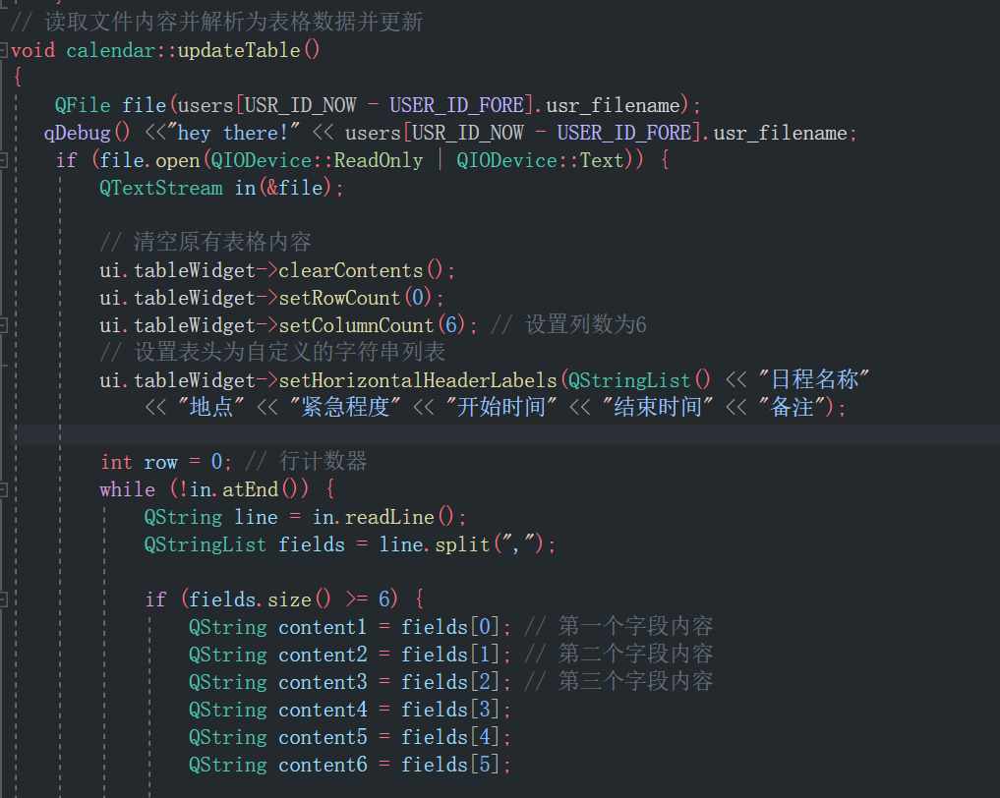 // 读取文件内容并解析为表格数据并更新
void calendar::updateTable()
{
QFile file(users[USR_ID_NOW - USER_ID_FORE].usr_filename);
qDebug() <<"hey there!" << users[USR_ID_NOW - USER_ID_FORE].usr_filename;
if (file.open(QIODevice::ReadOnly | QIODevice::Text)) {
QTextStream in(&file);
// 清空原有表格内容
ui.tableWidget->clearContents();
ui.tableWidget->setRowCount(0);
ui.tableWidget->setColumnCount(6); // 设置列数为6
// 设置表头为自定义的字符串列表
ui.tableWidget->setHorizontalHeaderLabels(QStringList() << "日程名称"
<< "地点" << "紧急程度" << "开始时间" << "结束时间" << "备注");
int row = 0; // 行计数器
while (!in.atEnd()) {
QString line = in.readLine();
QStringList fields = line.split(",");
if (fields.size() >= 6) {
QString content1 = fields[0]; // 第一个字段内容
QString content2 = fields[1]; // 第二个字段内容
QString content3 = fields[2]; // 第三个字段内容
QString content4 = fields[3];
QString content5 = fields[4];
QString content6 = fields[5];